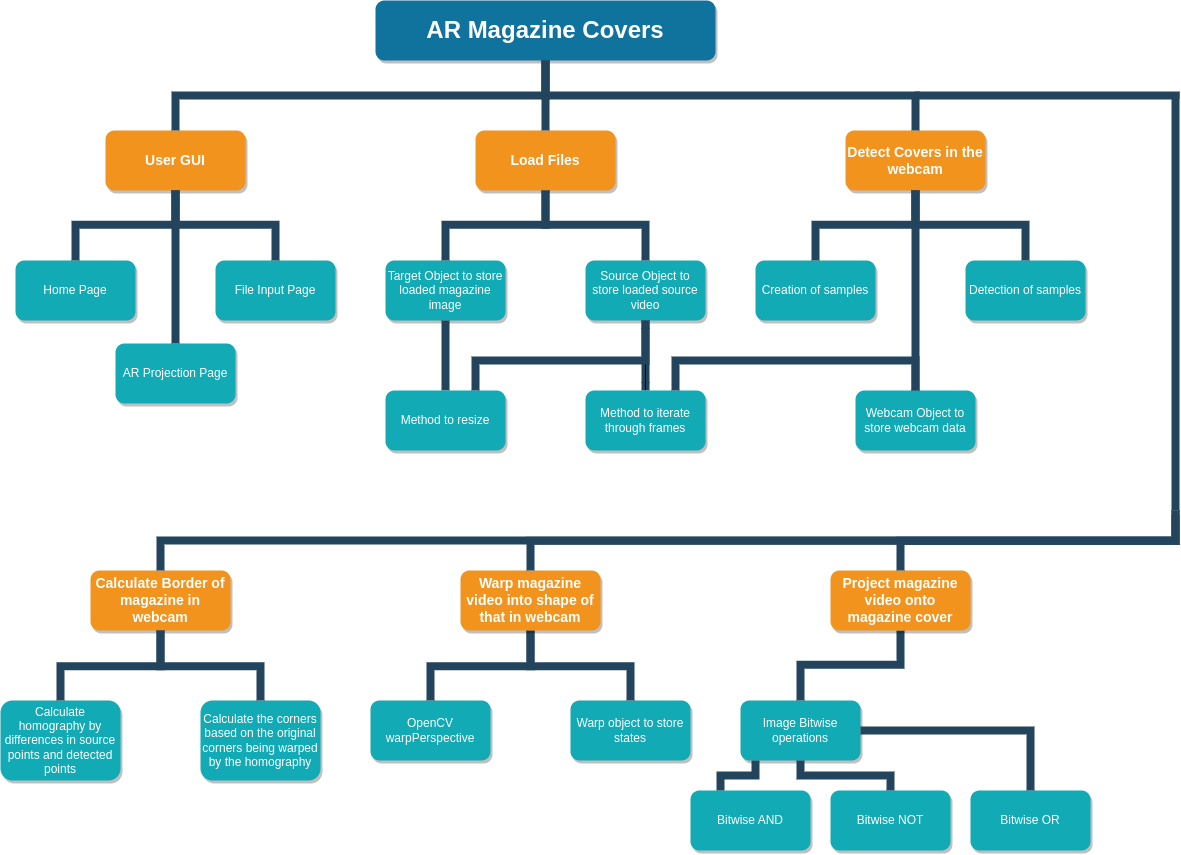 AR Magazine Covers
User GUI
Load Files
Detect Covers in the
webcam
Home Page
File Input Page
Target Object to store
loaded magazine
image
Source Object to
store loaded source
video
Creation of samples
Detection of samples
AR Projection Page
Method to resize
Method to iterate
through frames
Webcam Object to
store webcam data
Calculate Border of
magazine in
webcam
Warp magazine
video into shape of
that in webcam
Project magazine
video onto
magazine cover
Calculate
homography by
differences in source
points and detected
points
Calculate the corners
based on the original
corners being warped
by the homography
OpenCV
warpPerspective
Warp object to store
states
Image Bitwise
operations
Bitwise AND
Bitwise NOT
Bitwise OR